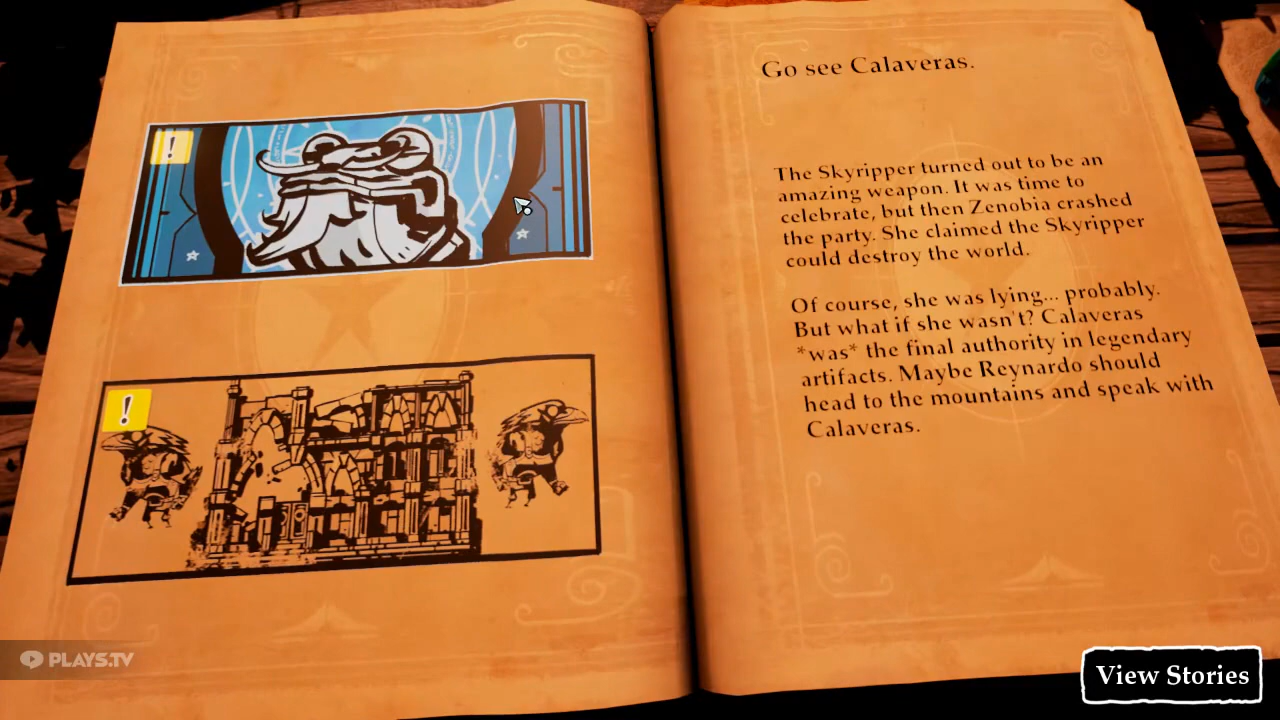 !
!
Go see Calaveras.
The Skyripper turned out to be an
amazing weapon. It was time to
celebrate, but then Zenobia crashed
the party. She claimed the Skyripper
could destroy the world.
Of course, she was lying... probably.
But what if she wasn't? Calaveras
*was* the final authority in legendary
artifacts. Maybe Reynardo should
head to the mountains and speak with
Calaveras.
PLAYS.TV
View Stories